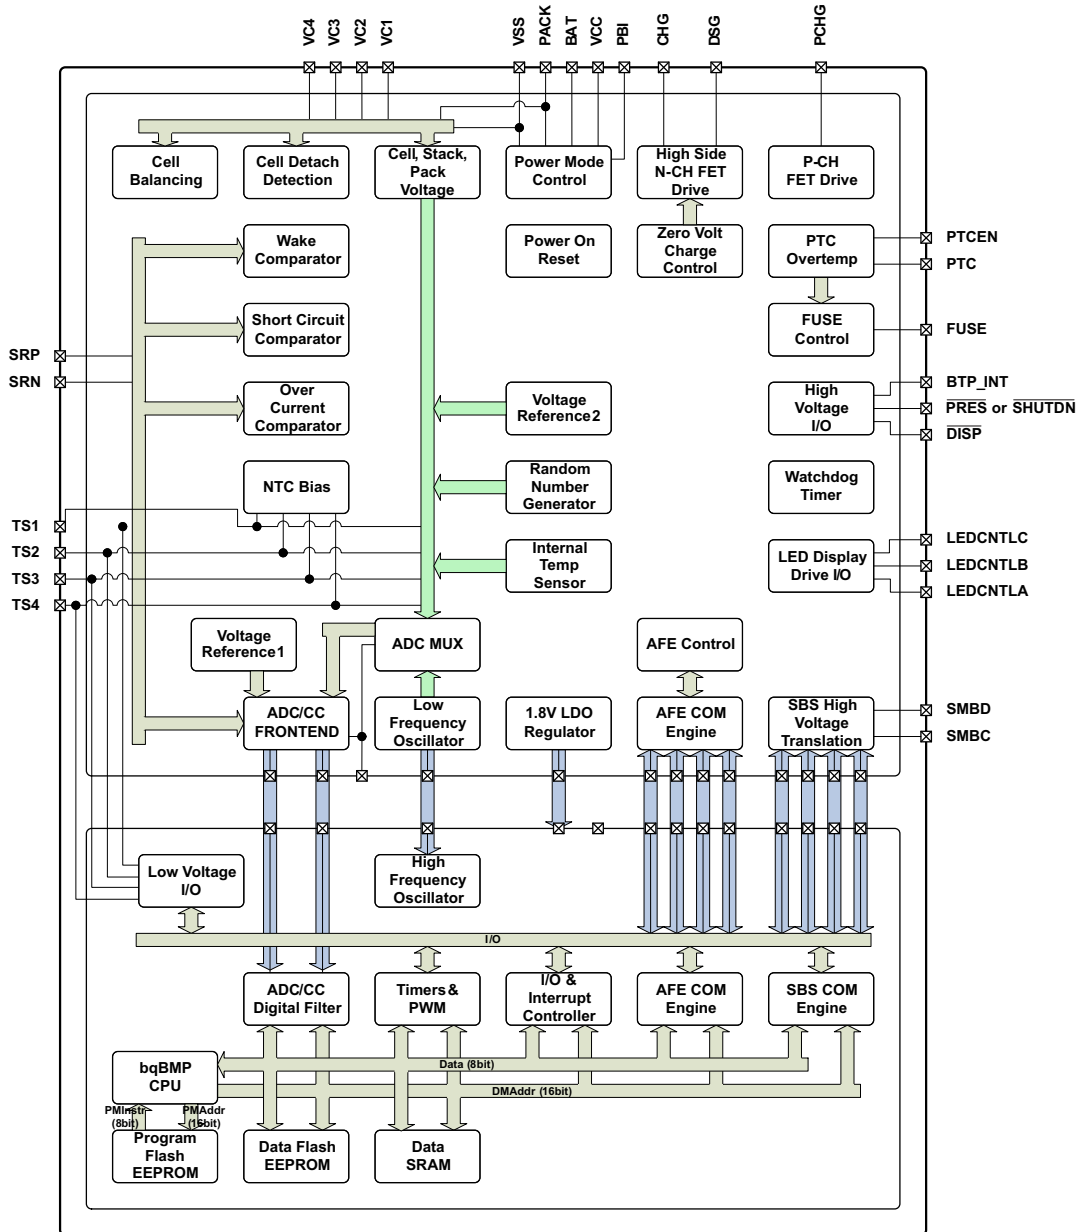 VC4
VC3
VC2
VC1
VSS
PACK
BAT
VCC
PBI
CHG
DSG
PCHG
Cell
Balancing
Cell Detach
Detection
Cell, Stack,
Pack
Voltage
Power Mode
Control
High Side
N-CH FET
Drive
P-CH
FET Drive
Wake
Comparator
Power On
Reset
Zero Volt
Charge
Control
PTC
Overtemp
PTCEN
PTC
Short Circuit
Comparator
FUSE
Control
FUSE
SRP
SRN
Over
Current
Comparator
Voltage
Reference2
High
Voltage
I/O
BTP_INT
PRES or SHUTDN
DISP
NTC Bias
Random
Number
Generator
Watchdog
Timer
TS1
TS2
TS3
TS4
Internal
Temp
Sensor
LED Display
Drive I/O
LEDCNTLC
LEDCNTLB
LEDCNTLA
Voltage
Reference1
ADC MUX
AFE Control
ADC/CC
FRONTEND
Low
Frequency
Oscillator
1.8V LDO
Regulator
AFE COM
Engine
SBS High
Voltage
Translation
SMBD
SMBC
Low Voltage
I/O
High
Frequency
Oscillator
I/O
ADC/CC
Digital Filter
Timers&
PWM
I/O &
Interrupt
Controller
AFE COM
Engine
SBS COM
Engine
bqBMP
CPU
Data (8bit)
DMAddr (16bit)
PMInstr
(8bit)
PMAddr
(16bit)
Program
Flash
EEPROM
Data Flash
EEPROM
Data
SRAM